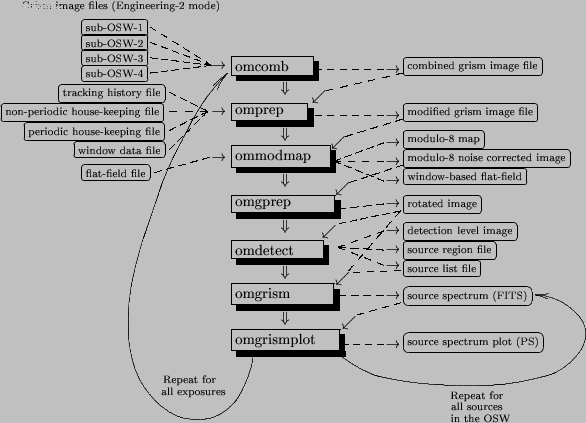 Grism image files (Engineering-2 mode)
sub-OSW-1
sub-OSW-2
sub-OSW-3
sub-OSW-4
omcomb
combined grism image file
tracking history file
non-periodic house-keeping file
periodic house-keeping file
window data file
omprep
modified grism image file
flat-field file
ommodmap
modulo-8 map
modulo-8 noise corrected image
window-based flat-field
omgprep
rotated image
omdetect
detection level image
source region file
source list file
omgrism
source spectrum (FITS)
omgrismplot
source spectrum plot (PS)
Repeat for
all exposures
Repeat for
all sources
in the OSW